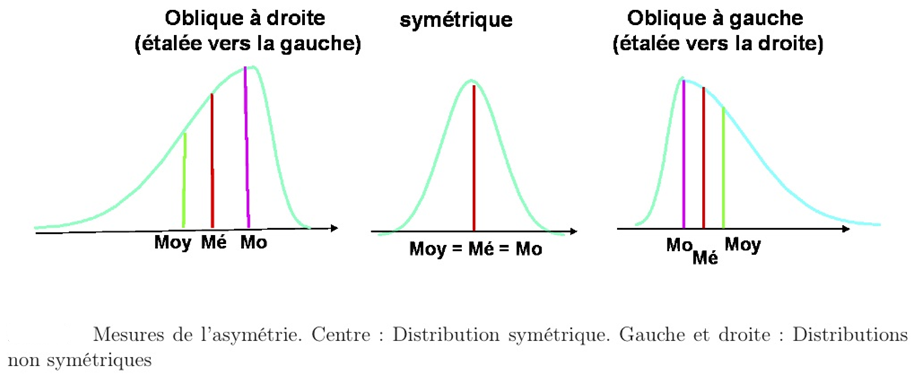 Oblique à droite
(étalée vers la gauche)
symétrique
Oblique à gauche
(étalée vers la droite)
Moy Mé Mo
Moy = Mé = Mo
Mo Mé Moy
Mesures de l'asymétrie. Centre : Distribution symétrique. Gauche et droite : Distributions
non symétriques